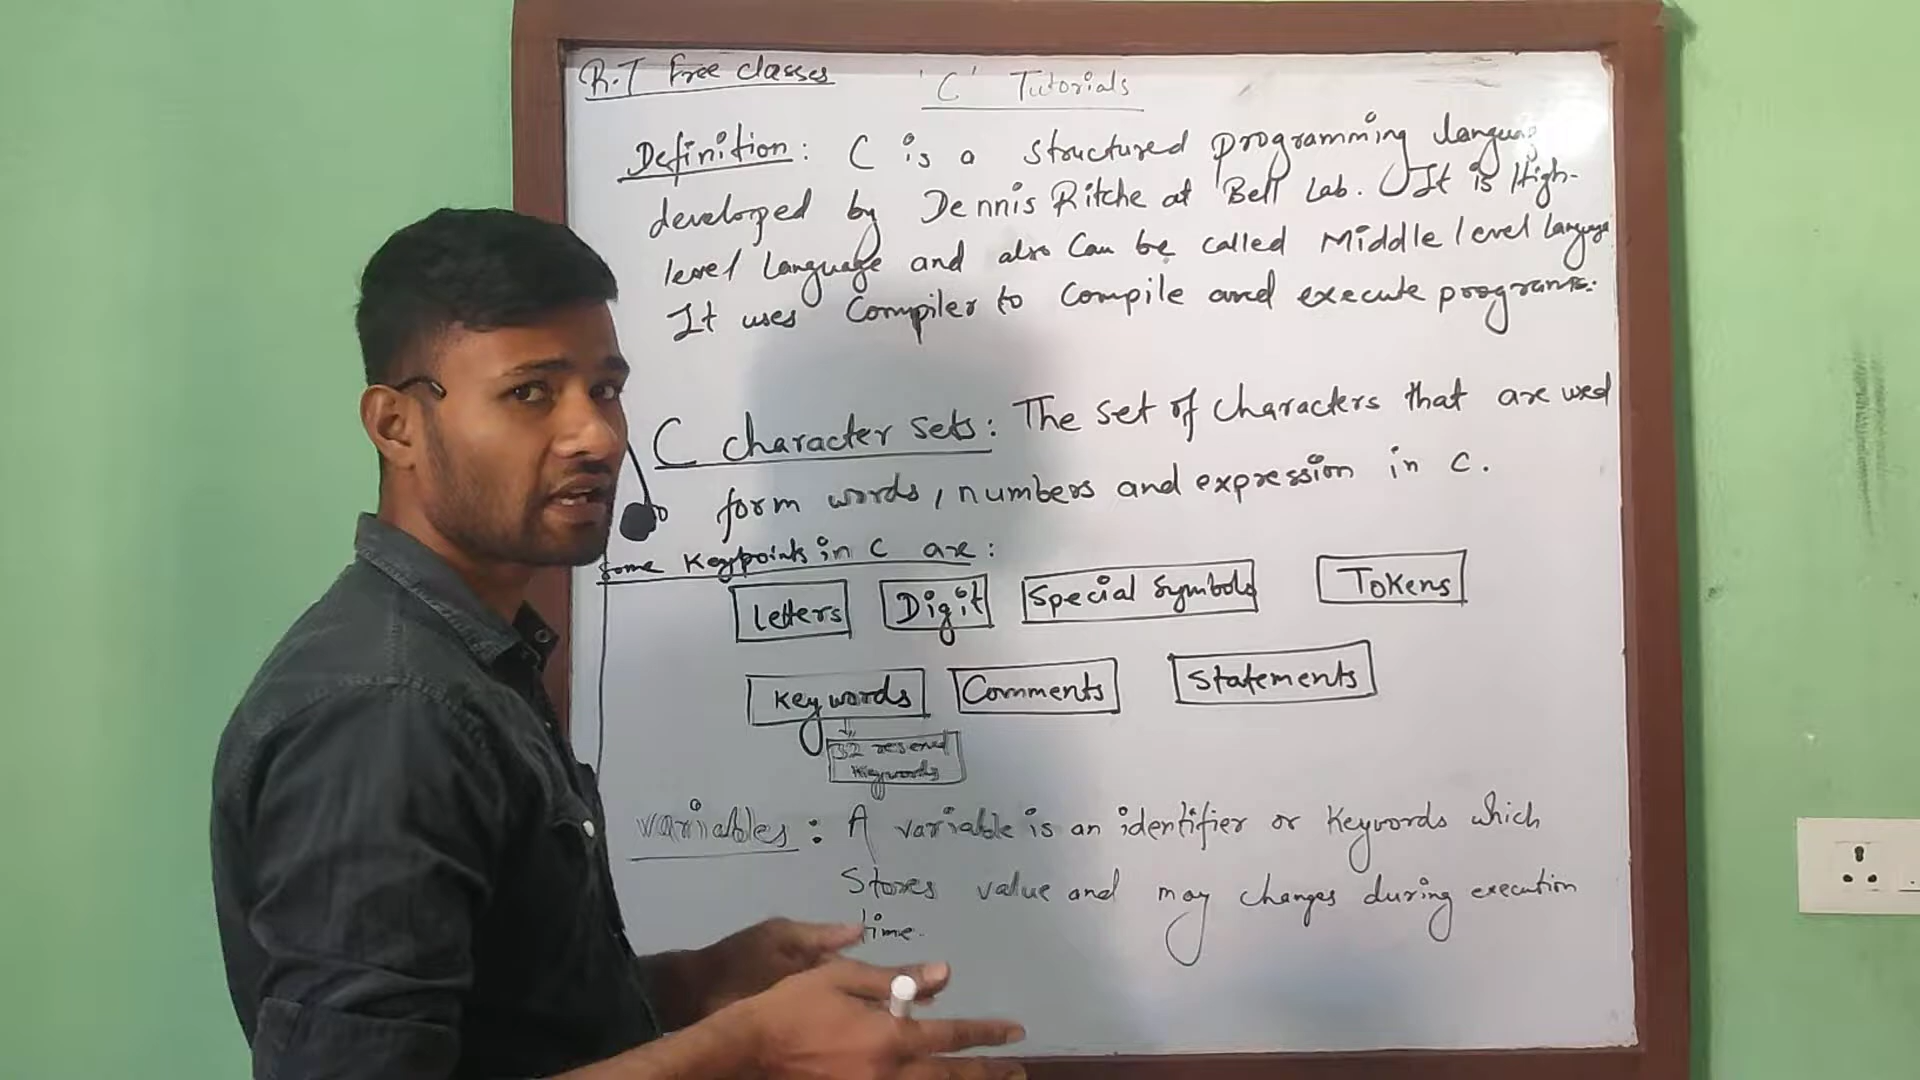 R.T Free classes
'C' Tutorials
Definition: C is a structured programming language
developed by Dennis Ritche at Bell Lab. It is High-
level Language and also Can be called Middle level Language
It uses Compiler to Compile and execute programs.
C character sets: The set of characters that are used
to form words, numbers and expression in C.
Some Keypoints in C are:
Letters Digit Special Symbols Tokens
Keywords Comments Statements
32 reserved
Keywords
Variables: A variable is an identifier or Keywords which
Stores value and may changes during execution
time.